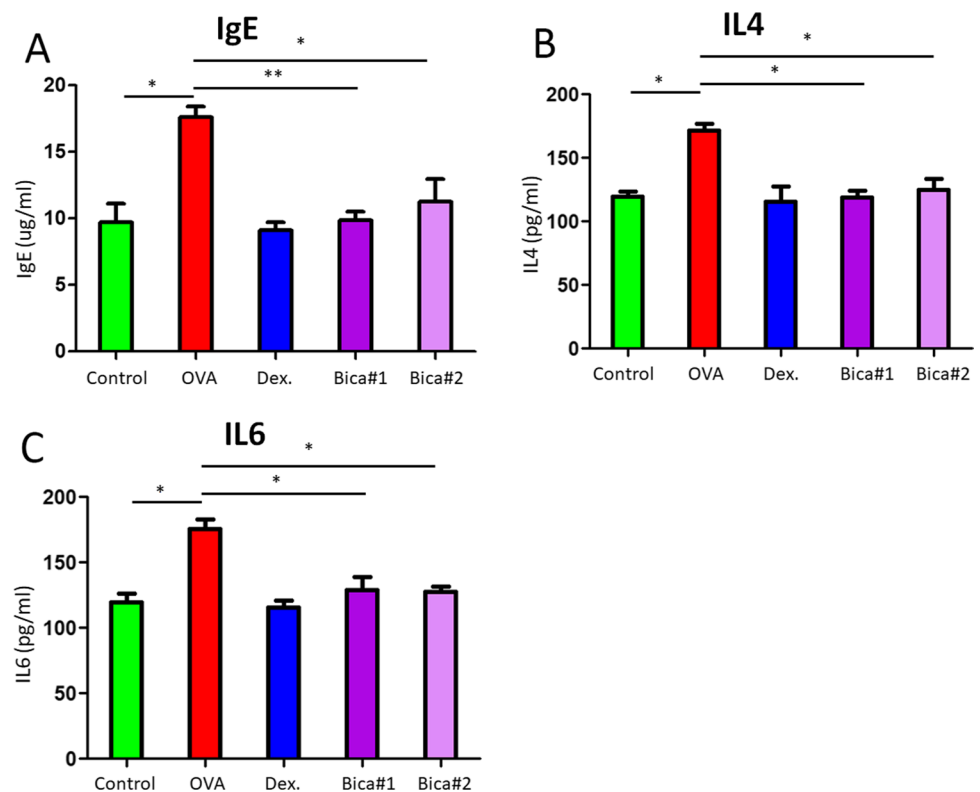 A
IgE
*
**
*
20
15
10
5
0
IgE (ug/ml)
Control OVA Dex. Bica#1 Bica#2
B
IL4
*
*
*
200
150
100
50
0
IL4 (pg/ml)
Control OVA Dex. Bica#1 Bica#2
C
IL6
*
*
*
200
150
100
50
0
IL6 (pg/ml)
Control OVA Dex. Bica#1 Bica#2